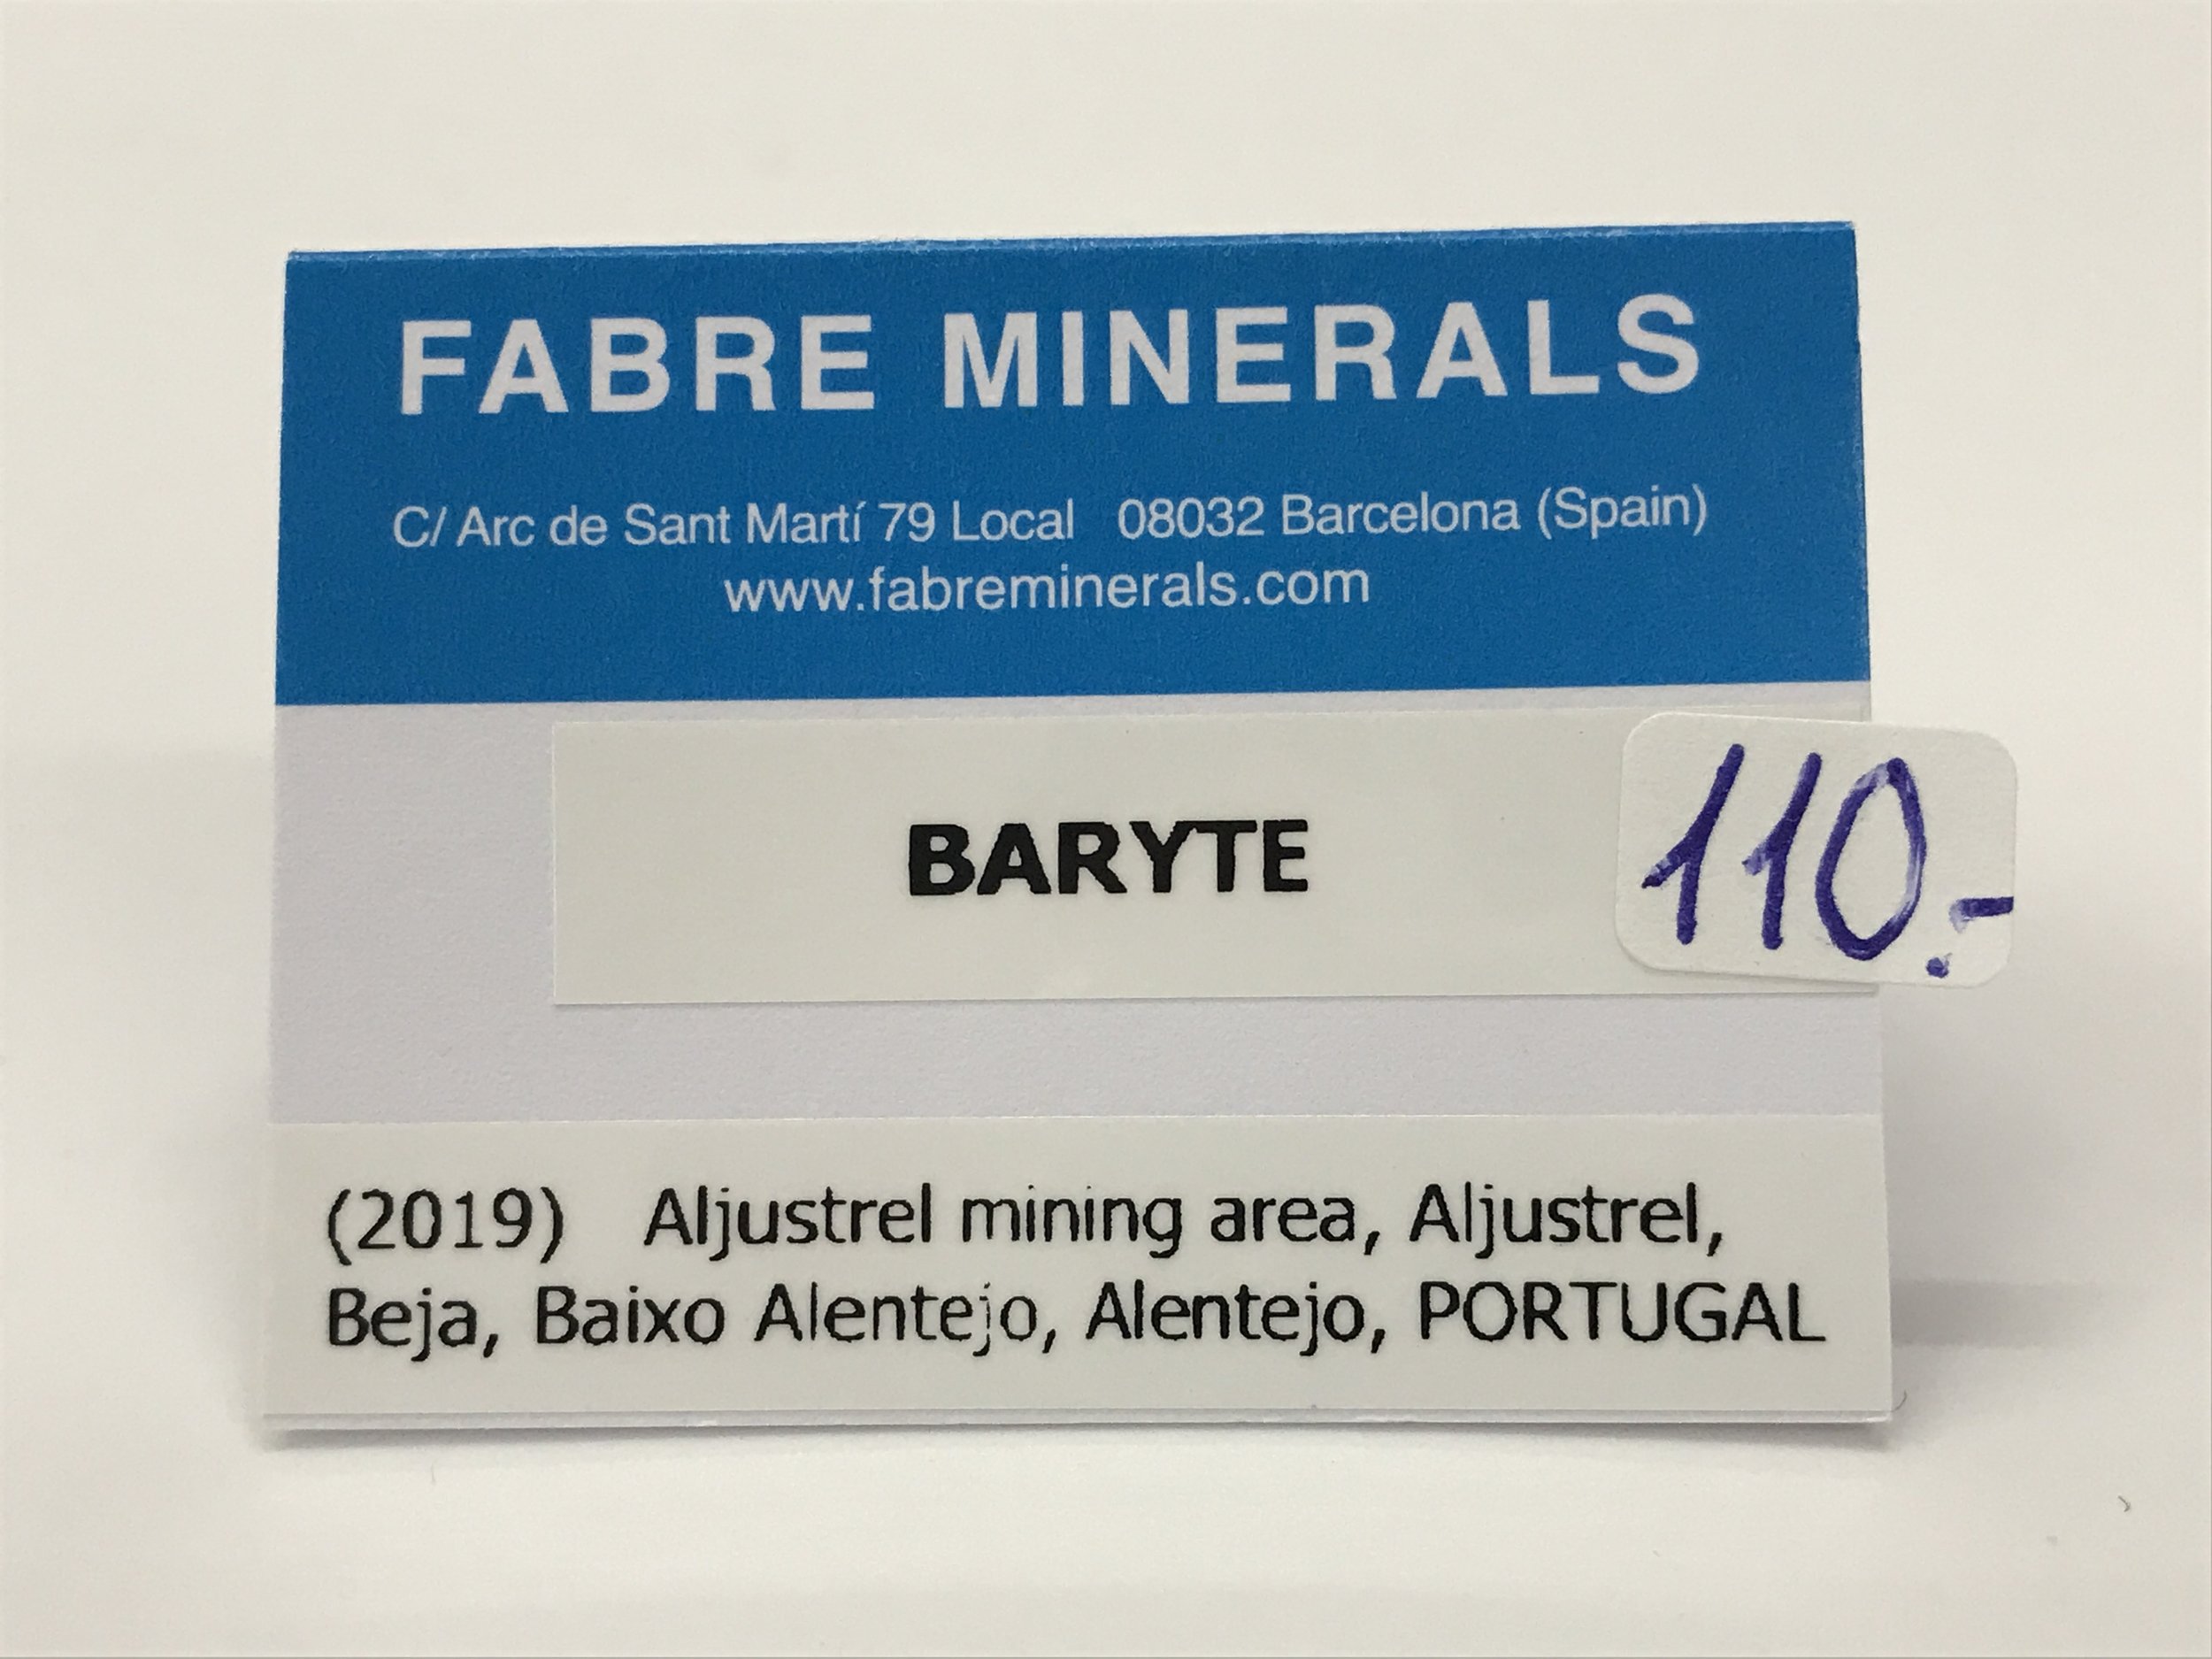 FABRE MINERALS
C/ Arc de Sant Martí 79 Local 08032 Barcelona (Spain)
www.fabreminerals.com
BARYTE
110.-
(2019) Aljustrel mining area, Aljustrel,
Beja, Baixo Alentejo, Alentejo, PORTUGAL